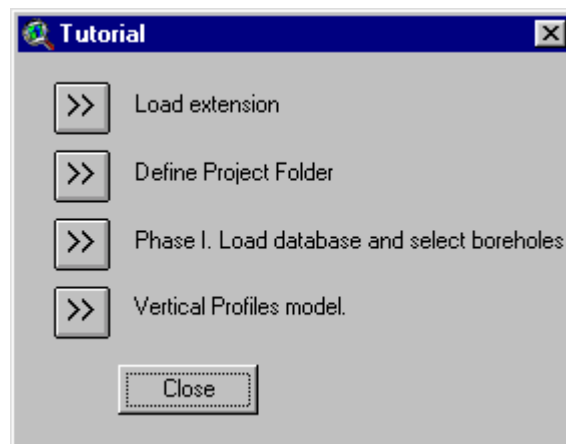 Tutorial
>> Load extension
>> Define Project Folder
>> Phase I. Load database and select boreholes
>> Vertical Profiles model.
Close